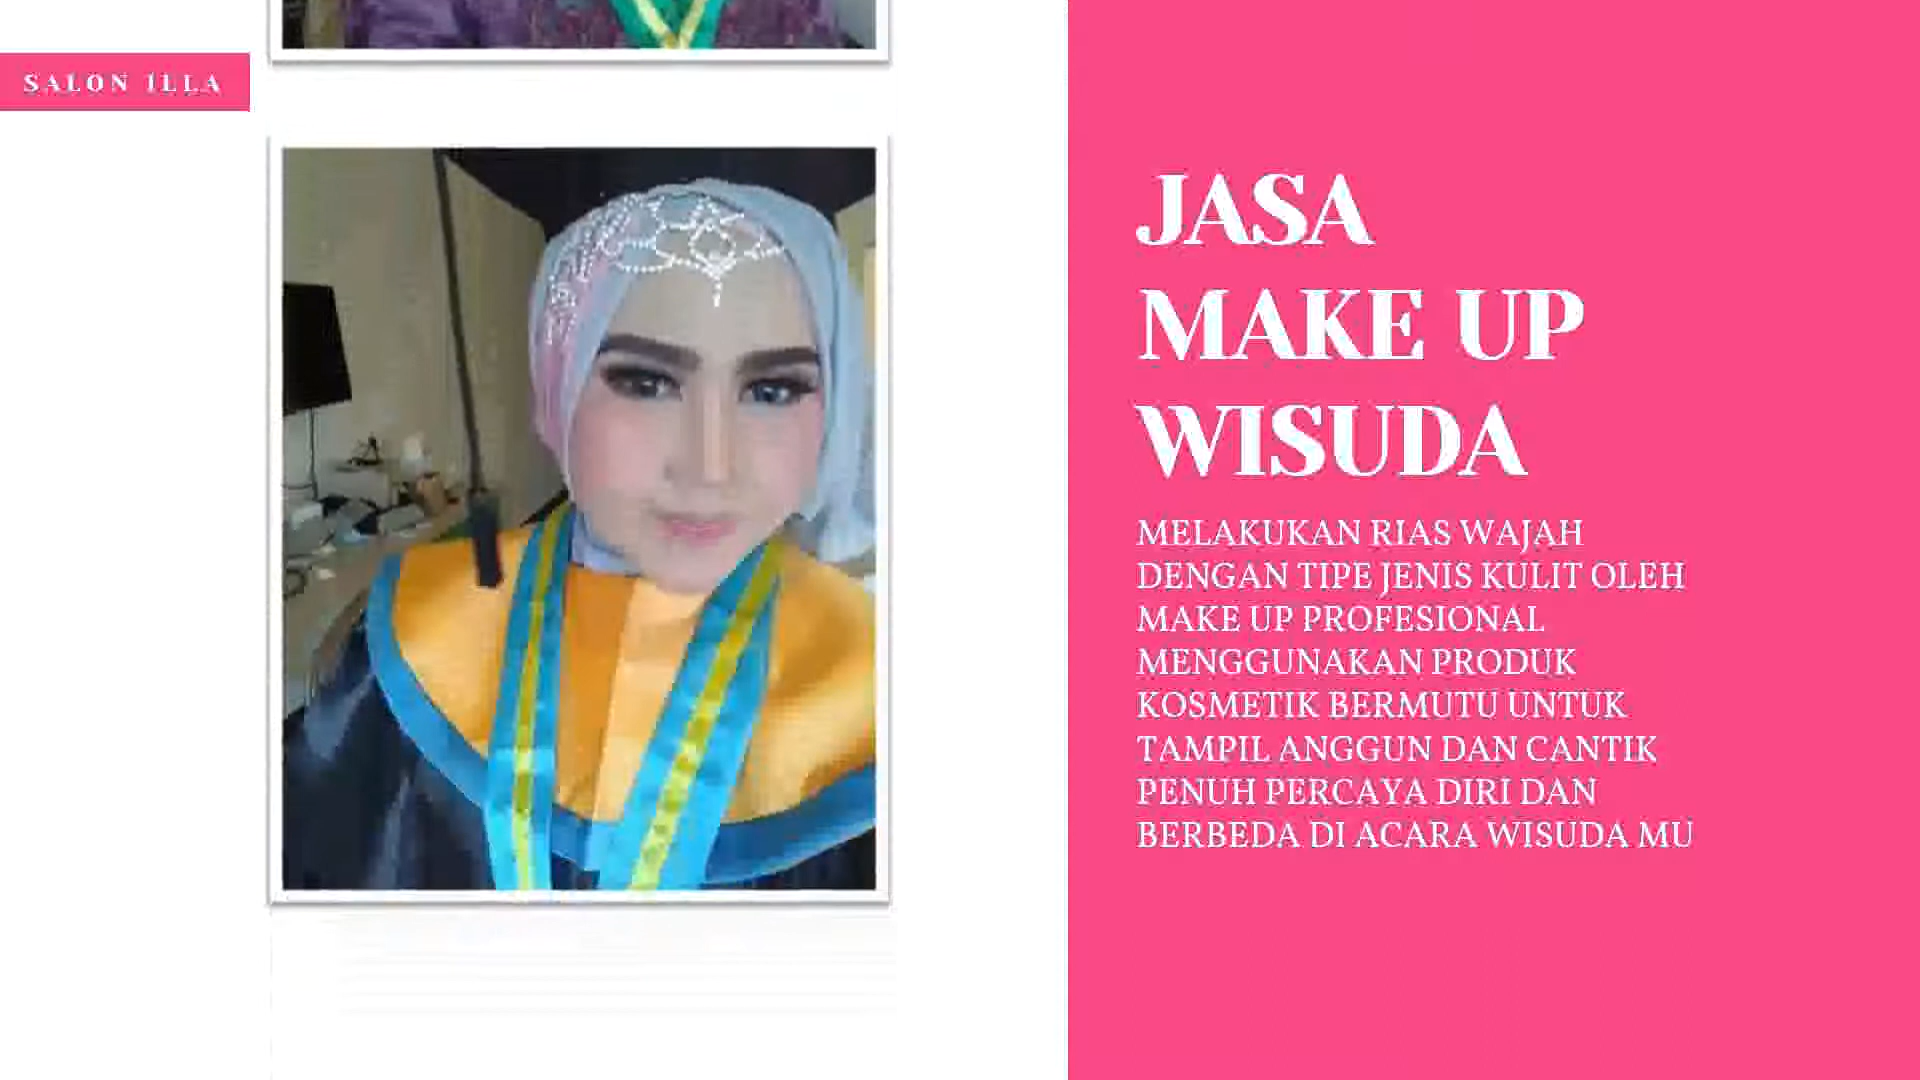 SALON ILLA
JASA
MAKE UP
WISUDA
MELAKUKAN RIAS WAJAH
DENGAN TIPE JENIS KULIT OLEH
MAKE UP PROFESIONAL
MENGGUNAKAN PRODUK
KOSMETIK BERMUTU UNTUK
TAMPIL ANGGUN DAN CANTIK
PENUH PERCAYA DIRI DAN
BERBEDA DI ACARA WISUDA MU